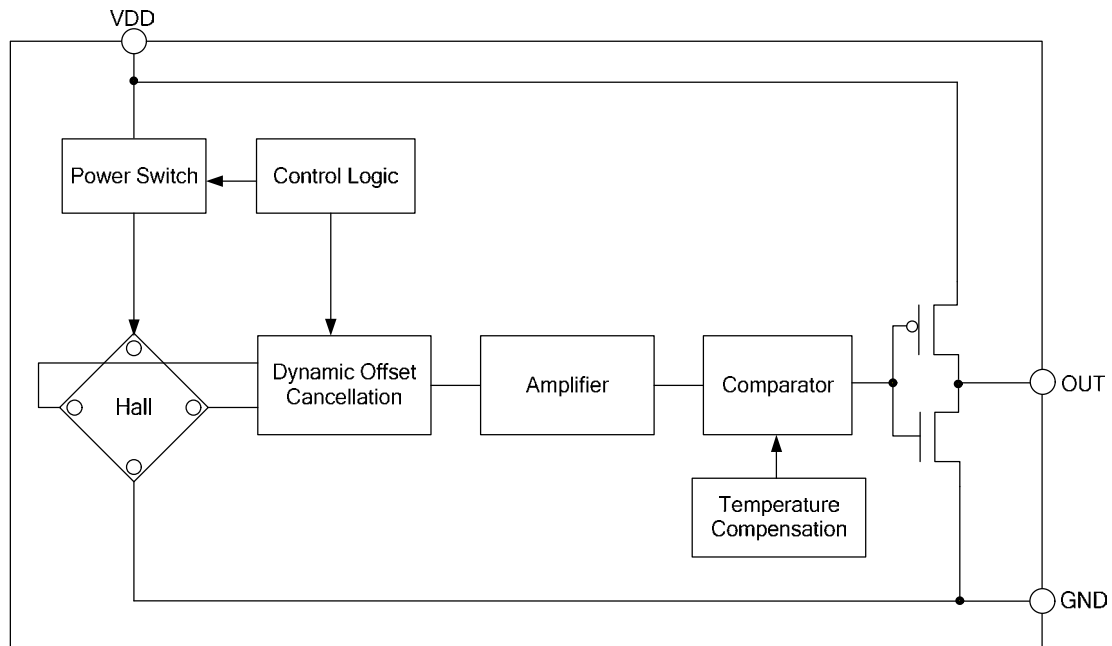 VDD
Power Switch
Control Logic
Hall
Dynamic Offset
Cancellation
Amplifier
Comparator
OUT
Temperature
Compensation
GND